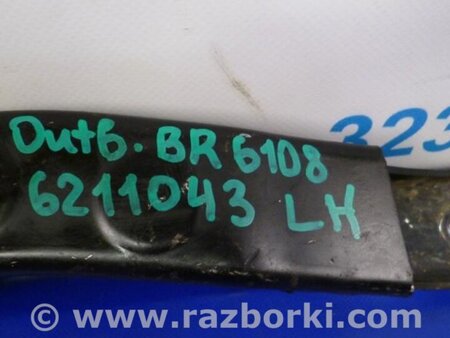 Outb. BR 6108
6211043 LH
323
© www.razborki.com